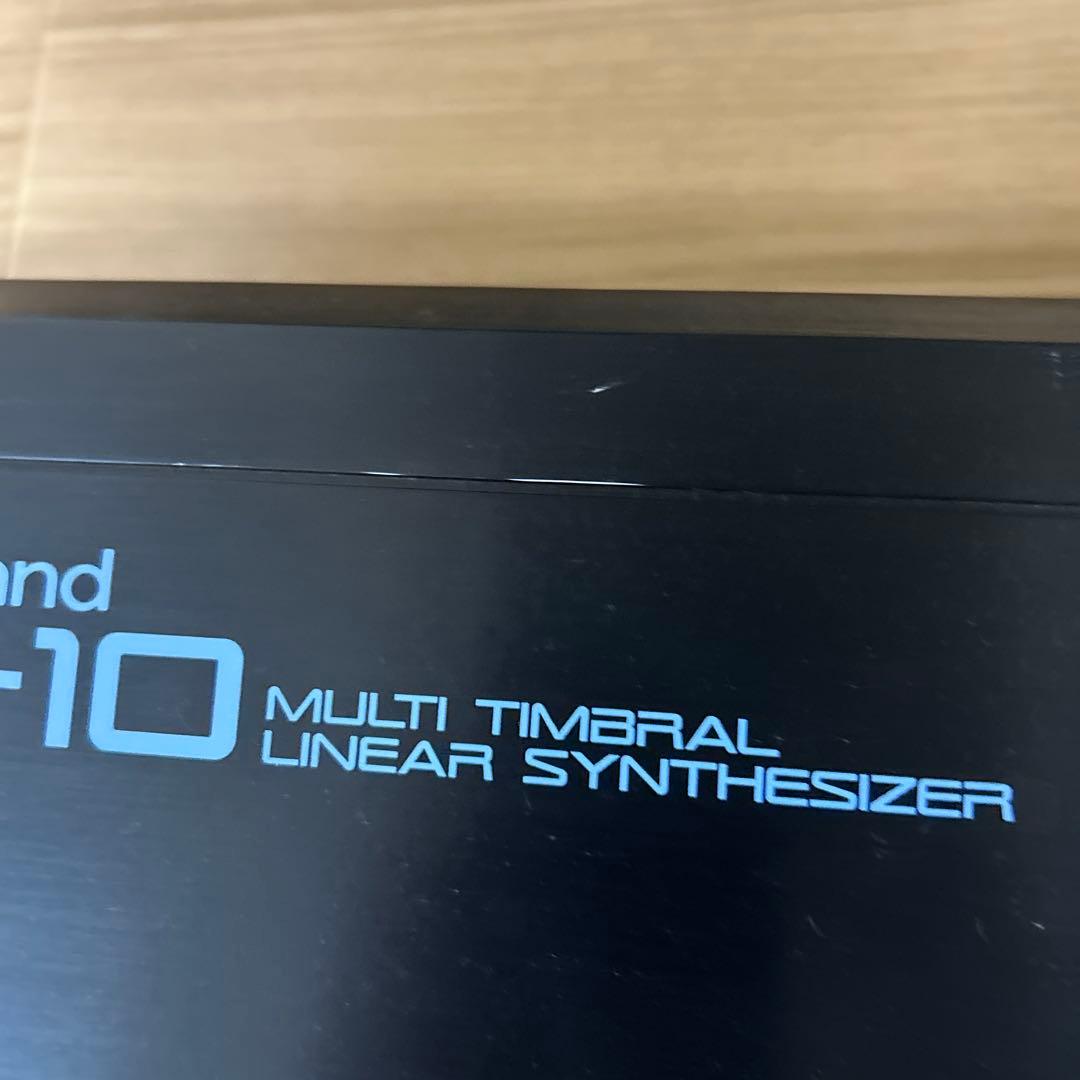 and
-10
MULTI TIMBRAL
LINEAR SYNTHESIZER